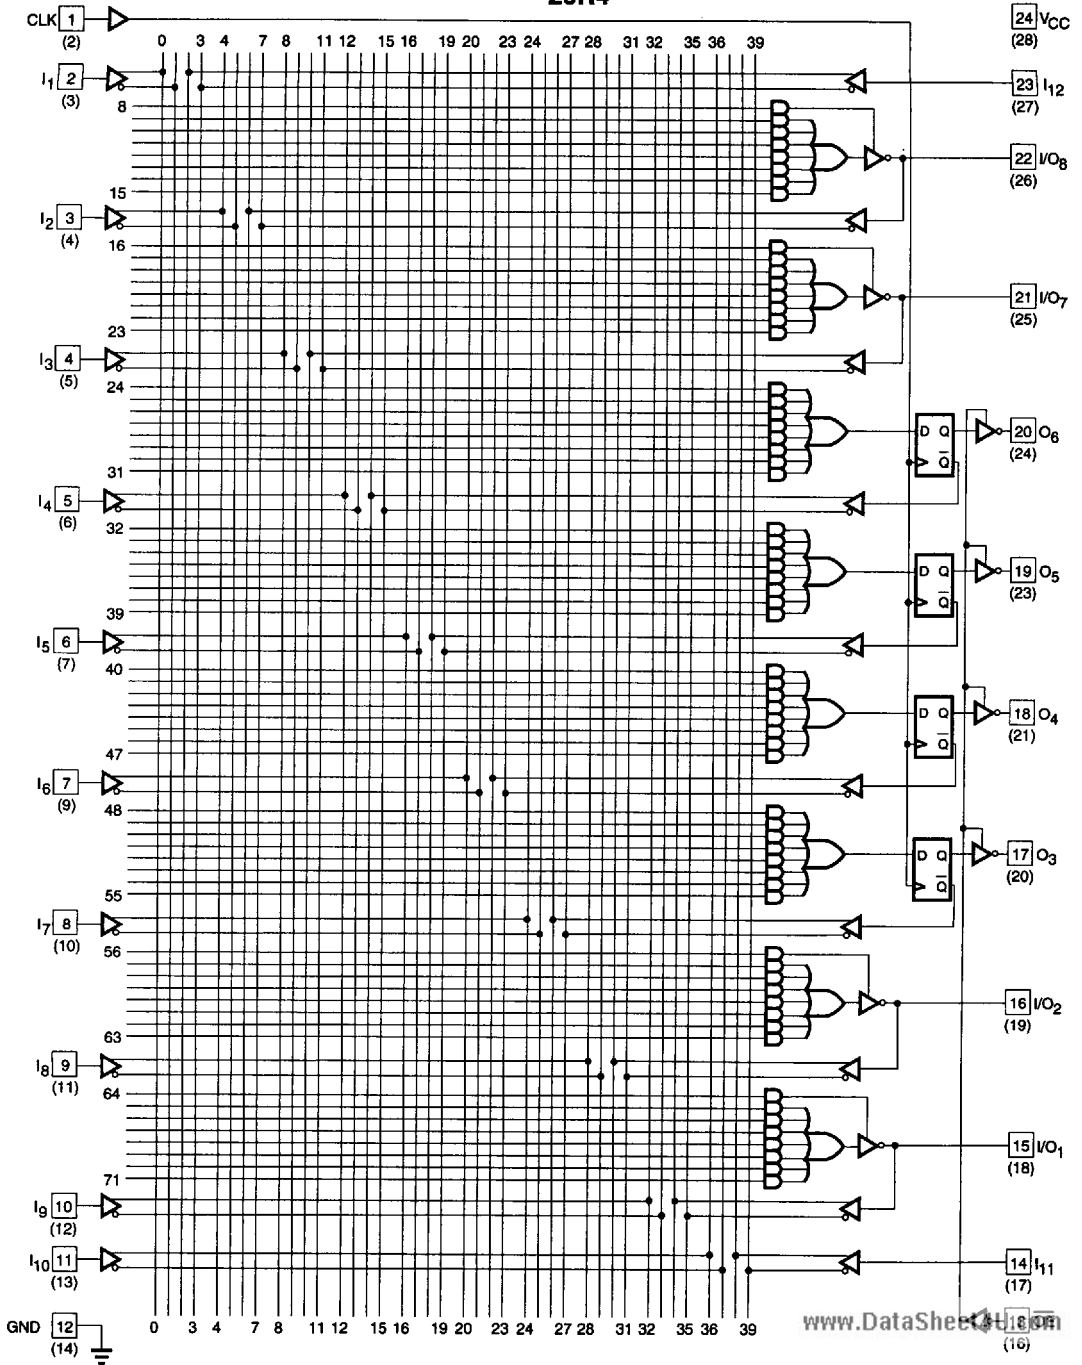 CLK 1
(2)
24 VCC
(28)
0 3 4 7 8 11 12 15 16 19 20 23 24 27 28 31 32 35 36 39
I1 2
(3)
23 I12
(27)
8
22 I/O8
(26)
15
I2 3
(4)
16
21 I/O7
(25)
23
I3 4
(5)
24
D Q
Q̅
20 O6
(24)
31
I4 5
(6)
32
D Q
Q̅
19 O5
(23)
39
I5 6
(7)
40
D Q
Q̅
18 O4
(21)
47
I6 7
(9)
48
D Q
Q̅
17 O3
(20)
55
I7 8
(10)
56
16 I/O2
(19)
63
I8 9
(11)
64
15 I/O1
(18)
71
I9 10
(12)
I10 11
(13)
14 I11
(17)
GND 12
(14)
0 3 4 7 8 11 12 15 16 19 20 23 24 27 28 31 32 35 36 39
www.DataSheet4U.com
(16)